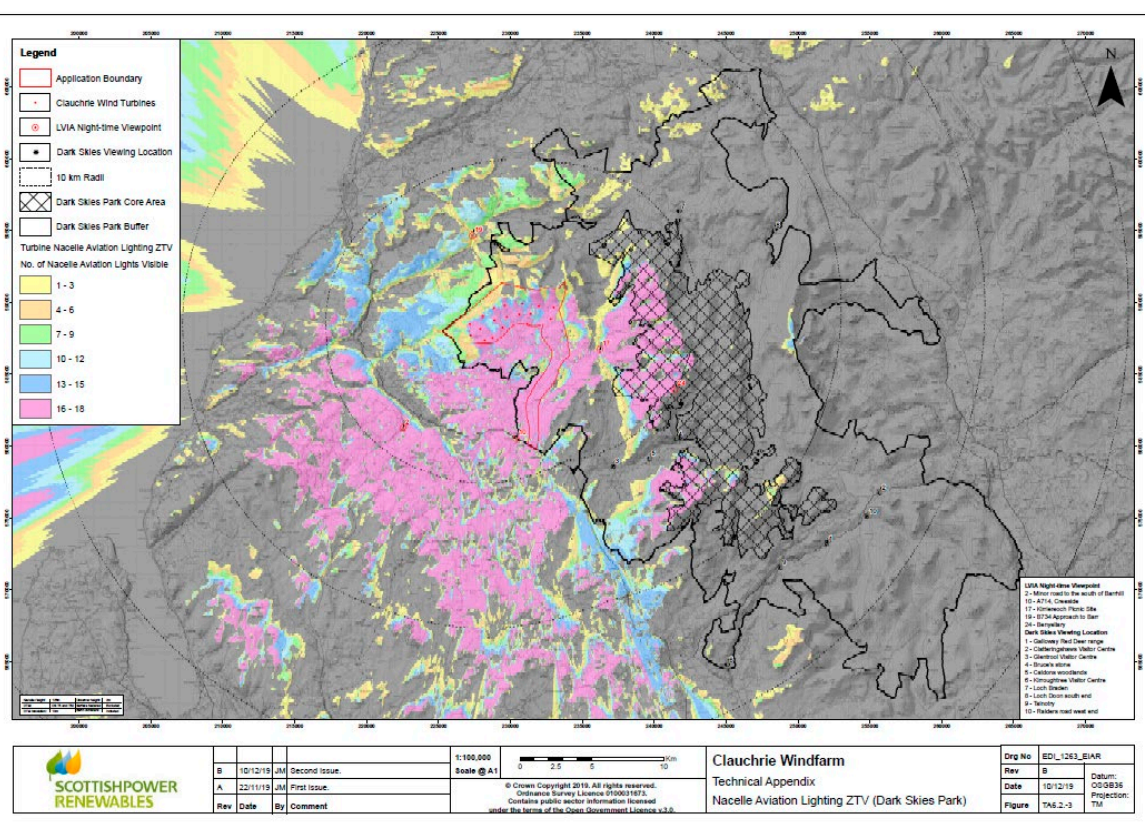 Legend
Application Boundary
Clauchrie Wind Turbines
LVIA Night-time Viewpoint
Dark Skies Viewing Location
10 km Radii
Dark Skies Park Core Area
Dark Skies Park Buffer
Turbine Nacelle Aviation Lighting ZTV
No. of Nacelle Aviation Lights Visible
1 - 3
4 - 6
7 - 9
10 - 12
13 - 15
16 - 18
N
LVIA Night-time Viewpoint
2 - Minor road to the south of Barrhill
10 - A714, Creeside
17 - Kirriereoch Picnic Site
19 - B734 Approach to Barr
24 - Benyellary
Dark Skies Viewing Location
1 - Galloway Red Deer range
2 - Clatteringshaws Visitor Centre
3 - Glentrool Visitor Centre
4 - Bruce's stone
5 - Caldons woodlands
6 - Kirroughtree Visitor Centre
7 - Loch Braden
8 - Loch Doon south end
9 - Talnotry
10 - Raiders road west end
SCOTTISHPOWER
RENEWABLES
B 10/12/19 JM Second Issue.
A 22/11/19 JM First Issue.
Rev Date By Comment
1:100,000
Scale @ A1
0 2.5 5 10 Km
© Crown Copyright 2019. All rights reserved.
Ordnance Survey Licence 0100031673.
Contains public sector information licensed
under the terms of the Open Government Licence v.3.0.
Clauchrie Windfarm
Technical Appendix
Nacelle Aviation Lighting ZTV (Dark Skies Park)
Drg No EDI_1263_EIAR
Rev B
Date 10/12/19
Figure TA6.2.-3
Datum:
OSGB36
Projection:
TM